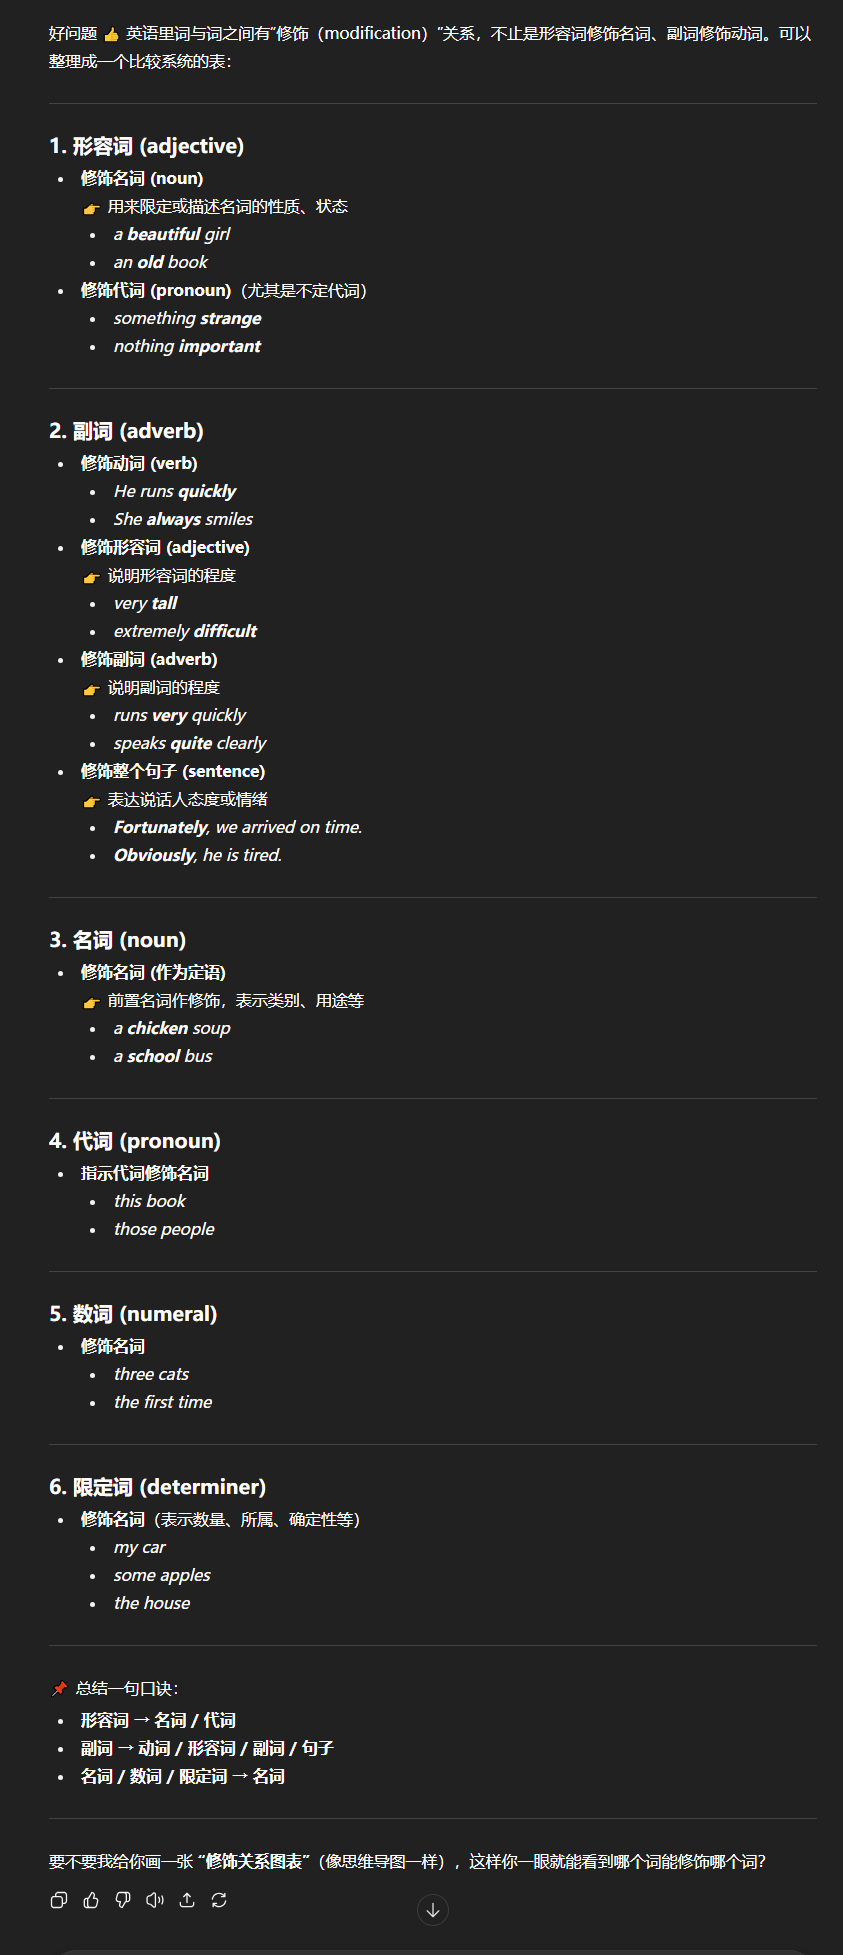 好问题 👍 英语里词与词之间有“修饰（modification）”关系，不止是形容词修饰名词、副词修饰动词。可以
整理成一个比较系统的表：
1. 形容词 (adjective)
• 修饰名词 (noun)
👉 用来限定或描述名词的性质、状态
• a beautiful girl
• an old book
• 修饰代词 (pronoun)（尤其是不定代词）
• something strange
• nothing important
2. 副词 (adverb)
• 修饰动词 (verb)
• He runs quickly
• She always smiles
• 修饰形容词 (adjective)
👉 说明形容词的程度
• very tall
• extremely difficult
• 修饰副词 (adverb)
👉 说明副词的程度
• runs very quickly
• speaks quite clearly
• 修饰整个句子 (sentence)
👉 表达说话人态度或情绪
• Fortunately, we arrived on time.
• Obviously, he is tired.
3. 名词 (noun)
• 修饰名词 (作为定语)
👉 前置名词作修饰，表示类别、用途等
• a chicken soup
• a school bus
4. 代词 (pronoun)
• 指示代词修饰名词
• this book
• those people
5. 数词 (numeral)
• 修饰名词
• three cats
• the first time
6. 限定词 (determiner)
• 修饰名词（表示数量、所属、确定性等）
• my car
• some apples
• the house
📌 总结一句口诀：
• 形容词 → 名词 / 代词
• 副词 → 动词 / 形容词 / 副词 / 句子
• 名词 / 数词 / 限定词 → 名词
要不要我给你画一张 “修饰关系图表”（像思维导图一样），这样你一眼就能看到哪个词能修饰哪个词？